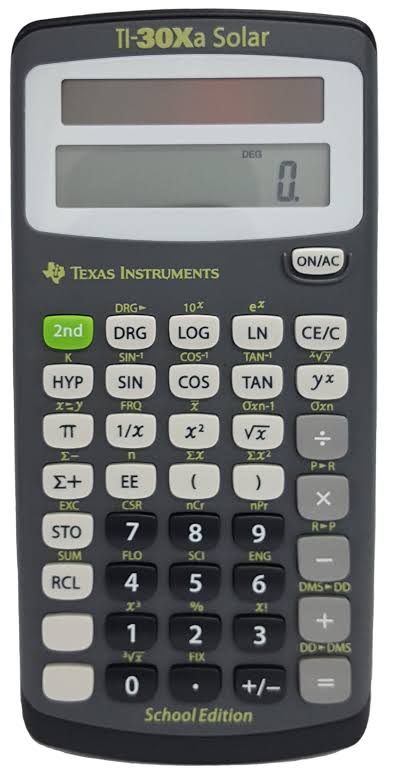 TI-30Xa Solar
DEG
0.
TEXAS INSTRUMENTS
ON/AC
DRG► 10ˣ eˣ
2nd DRG LOG LN CE/C
K SIN⁻¹ COS⁻¹ TAN⁻¹ ˣ√y
HYP SIN COS TAN yˣ
x⇄y FRQ x̄ σxn-1 σxn
π 1/x x² √x ÷
Σ− n Σx Σx² P►R
Σ+ EE ( ) ×
EXC CSR nCr nPr R►P
STO 7 8 9 −
SUM FLO SCI ENG DMS►DD
RCL 4 5 6 +
x³ % x! DD►DMS
1 2 3 =
³√x FIX
0 . +/−
School Edition